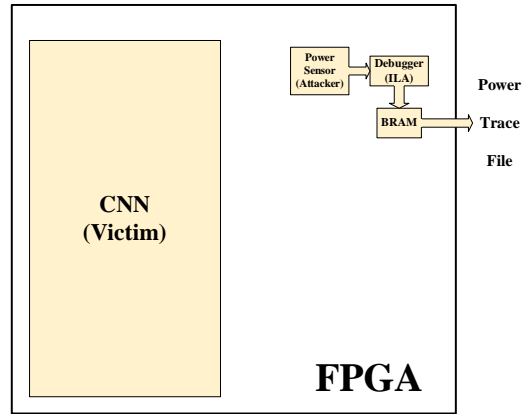 Power
Sensor
(Attacker)
Debugger
(ILA)
BRAM
Power
Trace
File
CNN
(Victim)
FPGA